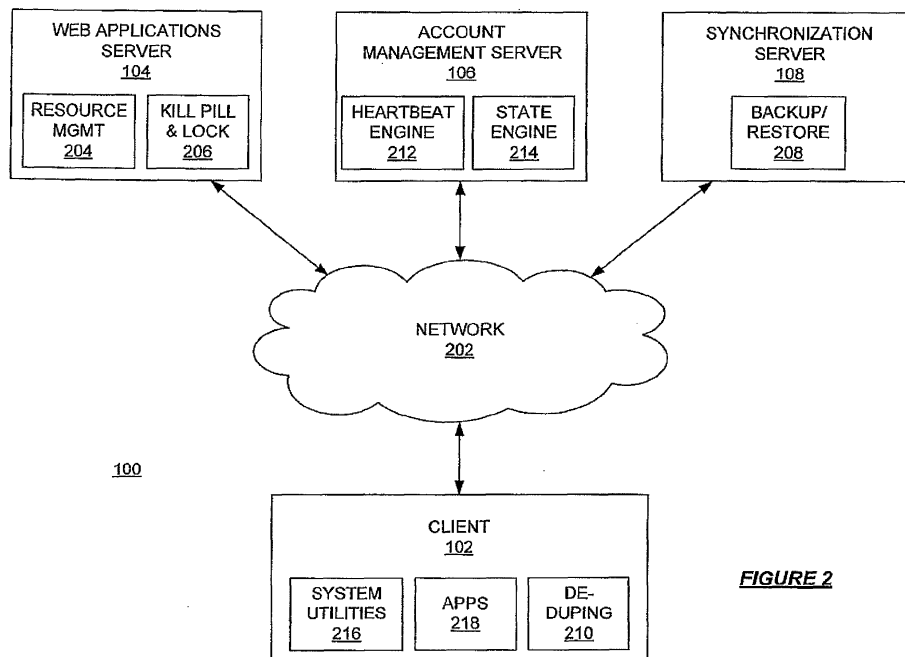 WEB APPLICATIONS
SERVER
104
RESOURCE
MGMT
204
KILL PILL
& LOCK
206
ACCOUNT
MANAGEMENT SERVER
106
HEARTBEAT
ENGINE
212
STATE
ENGINE
214
SYNCHRONIZATION
SERVER
108
BACKUP/
RESTORE
208
NETWORK
202
100
CLIENT
102
SYSTEM
UTILITIES
216
APPS
218
DE-
DUPING
210
FIGURE 2